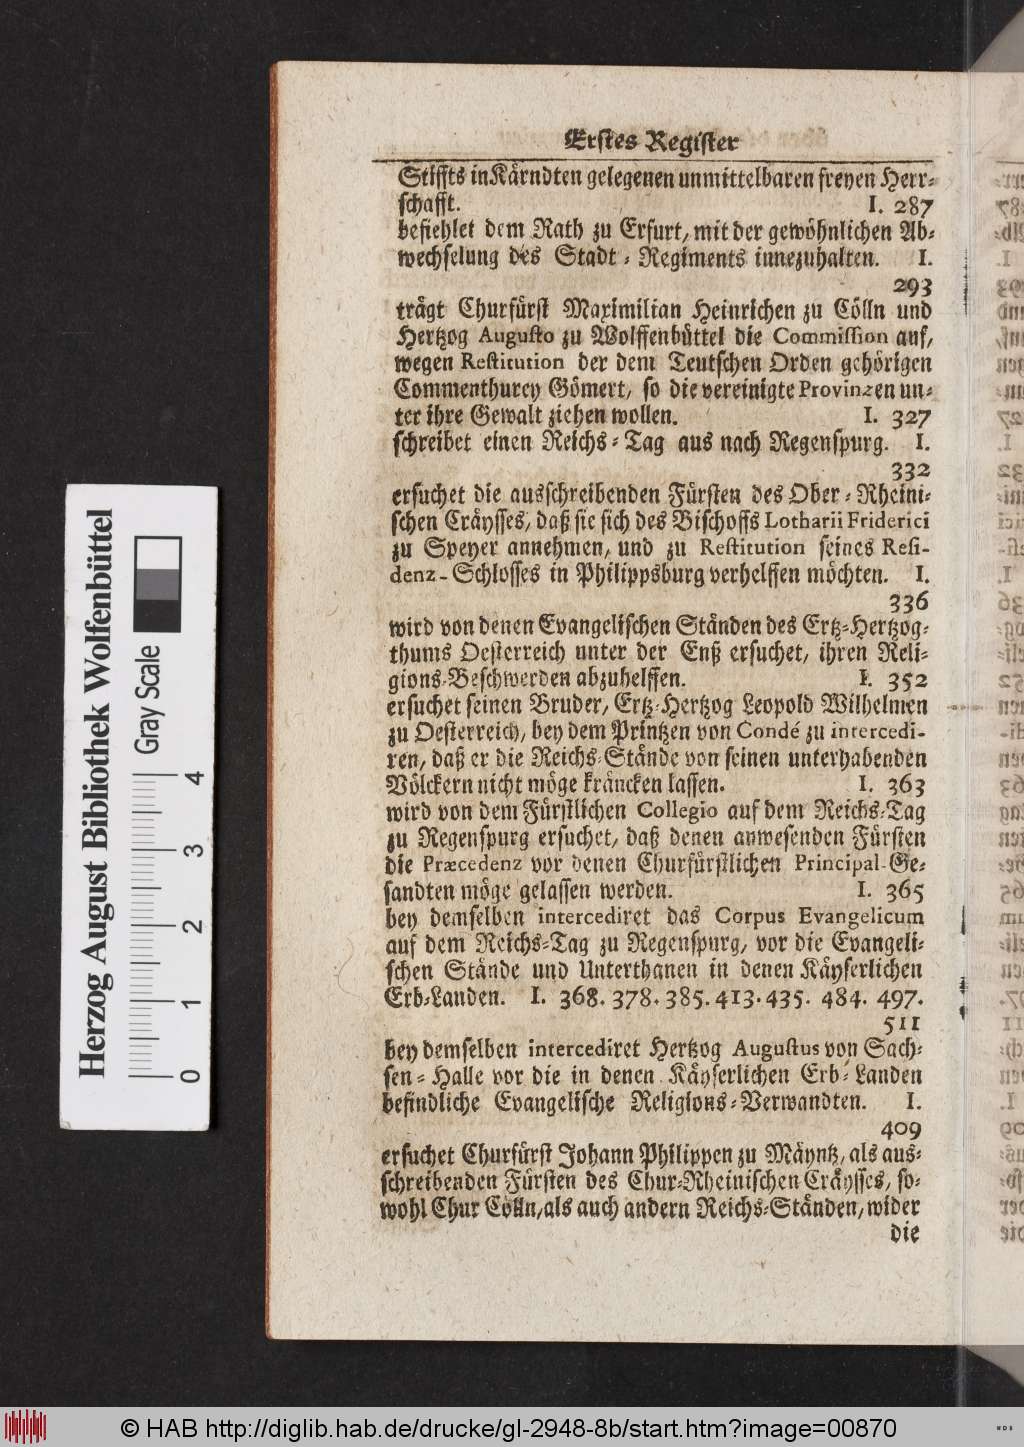 Erstes Register
Stiffts in Kärndten gelegenen unmittelbaren freyen Herr-
schafft. I. 287
befiehlet dem Rath zu Erfurt, mit der gewöhnlichen Ab-
wechselung des Stadt-Regiments innezuhalten. I.
293
trägt Churfürst Maximilian Heinrichen zu Cölln und
Hertzog Augusto zu Wolffenbüttel die Commission auf,
wegen Restitution der dem Teutschen Orden gehörigen
Commenthurey Gömert, so die vereinigte Provinzen un-
ter ihre Gewalt ziehen wollen. I. 327
schreibet einen Reichs-Tag aus nach Regenspurg. I.
332
ersuchet die ausschreibenden Fürsten des Ober-Rheini-
schen Cräysses, daß sie sich des Bischoffs Lotharii Friderici
zu Speyer annehmen, und zu Restitution seines Resi-
denz-Schlosses in Philippsburg verhelffen möchten. I.
336
wird von denen Evangelischen Ständen des Ertz-Hertzog-
thums Oesterreich unter der Enß ersuchet, ihren Reli-
gions-Beschwerden abzuhelffen. I. 352
ersuchet seinen Bruder, Ertz-Hertzog Leopold Wilhelmen
zu Oesterreich, bey dem Printzen von Condé zu intercedi-
ren, daß er die Reichs-Stände von seinen unterhabenden
Völckern nicht möge kräncken lassen. I. 363
wird von dem Fürstlichen Collegio auf dem Reichs-Tag
zu Regenspurg ersuchet, daß denen anwesenden Fürsten
die Præcedenz vor denen Churfürstlichen Principal-Ge-
sandten möge gelassen werden. I. 365
bey demselben intercediret das Corpus Evangelicum
auf dem Reichs-Tag zu Regenspurg, vor die Evangeli-
schen Stände und Unterthanen in denen Käyserlichen
Erb-Landen. I. 368. 378. 385. 413. 435. 484. 497.
511
bey demselben intercediret Hertzog Augustus von Sach-
sen-Halle vor die in denen Käyserlichen Erb-Landen
befindliche Evangelische Religions-Verwandten. I.
409
ersuchet Churfürst Johann Philippen zu Mäyntz, als aus-
schreibenden Fürsten des Chur-Rheinischen Cräysses, so-
wohl Chur Cölln, als auch andern Reichs-Ständen, wider
die
Herzog August Bibliothek Wolfenbüttel
Gray Scale
0 1 2 3 4
© HAB http://diglib.hab.de/drucke/gl-2948-8b/start.htm?image=00870